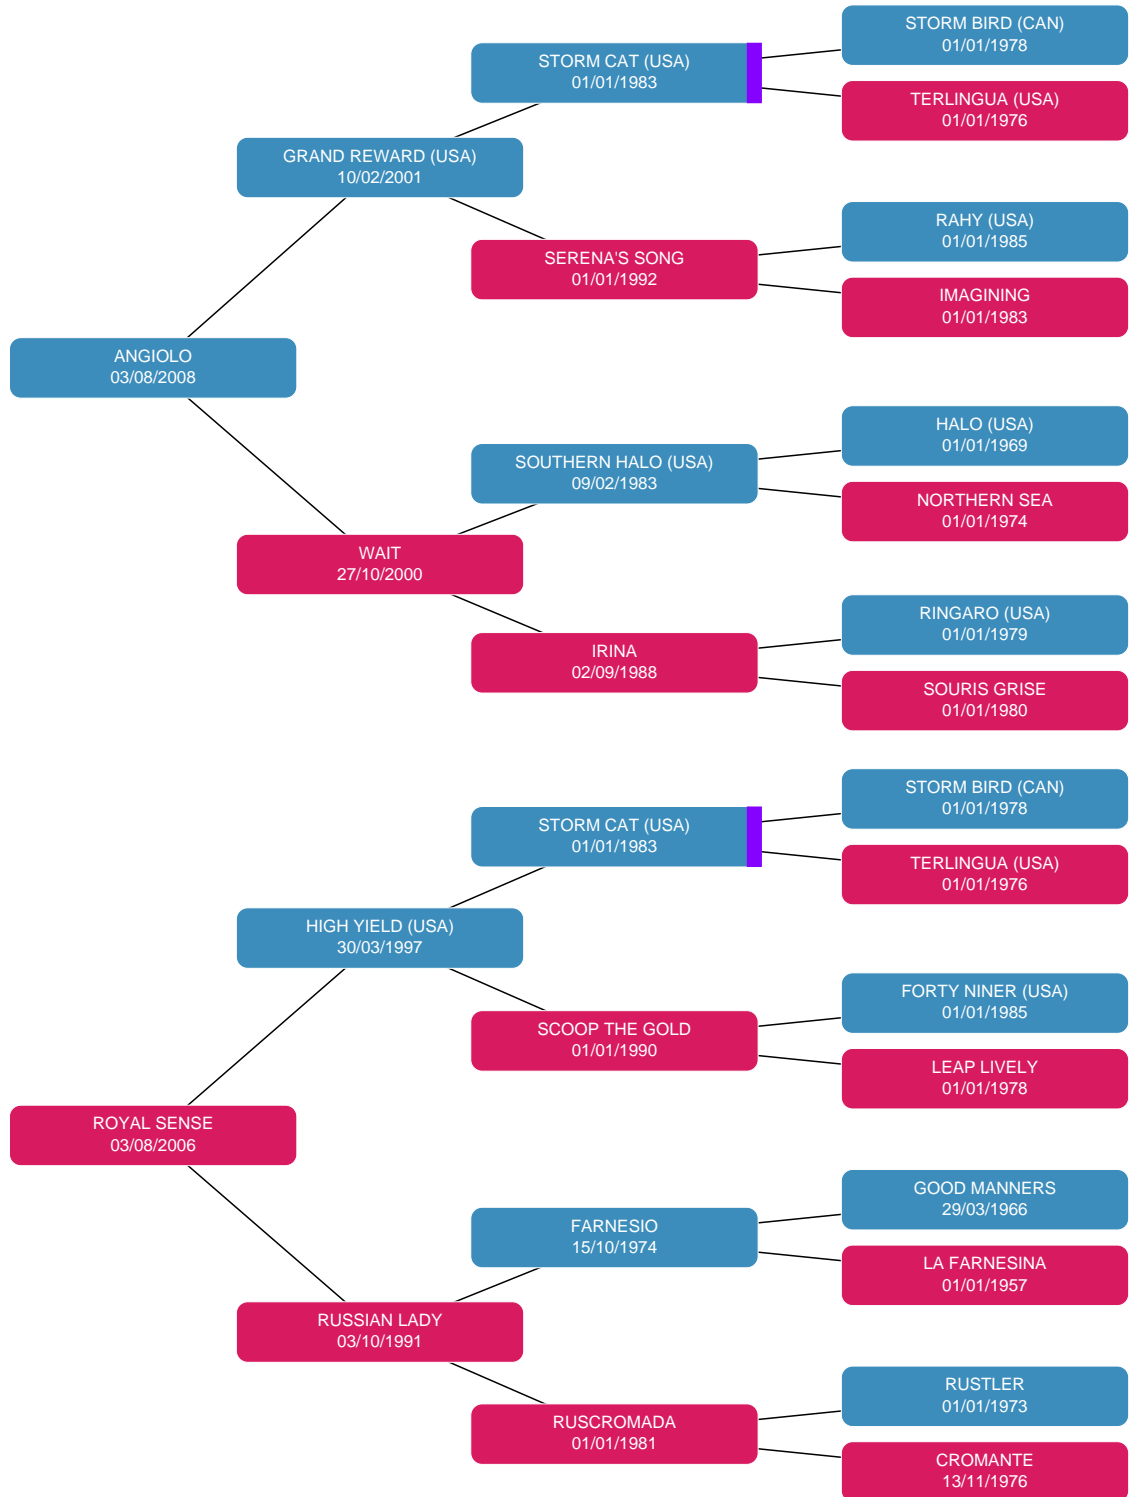 STORM BIRD (CAN)
01/01/1978
STORM CAT (USA)
01/01/1983
TERLINGUA (USA)
01/01/1976
GRAND REWARD (USA)
10/02/2001
RAHY (USA)
01/01/1985
SERENA'S SONG
01/01/1992
IMAGINING
01/01/1983
ANGIOLO
03/08/2008
HALO (USA)
01/01/1969
SOUTHERN HALO (USA)
09/02/1983
NORTHERN SEA
01/01/1974
WAIT
27/10/2000
RINGARO (USA)
01/01/1979
IRINA
02/09/1988
SOURIS GRISE
01/01/1980
STORM BIRD (CAN)
01/01/1978
STORM CAT (USA)
01/01/1983
TERLINGUA (USA)
01/01/1976
HIGH YIELD (USA)
30/03/1997
FORTY NINER (USA)
01/01/1985
SCOOP THE GOLD
01/01/1990
LEAP LIVELY
01/01/1978
ROYAL SENSE
03/08/2006
GOOD MANNERS
29/03/1966
FARNESIO
15/10/1974
LA FARNESINA
01/01/1957
RUSSIAN LADY
03/10/1991
RUSTLER
01/01/1973
RUSCROMADA
01/01/1981
CROMANTE
13/11/1976